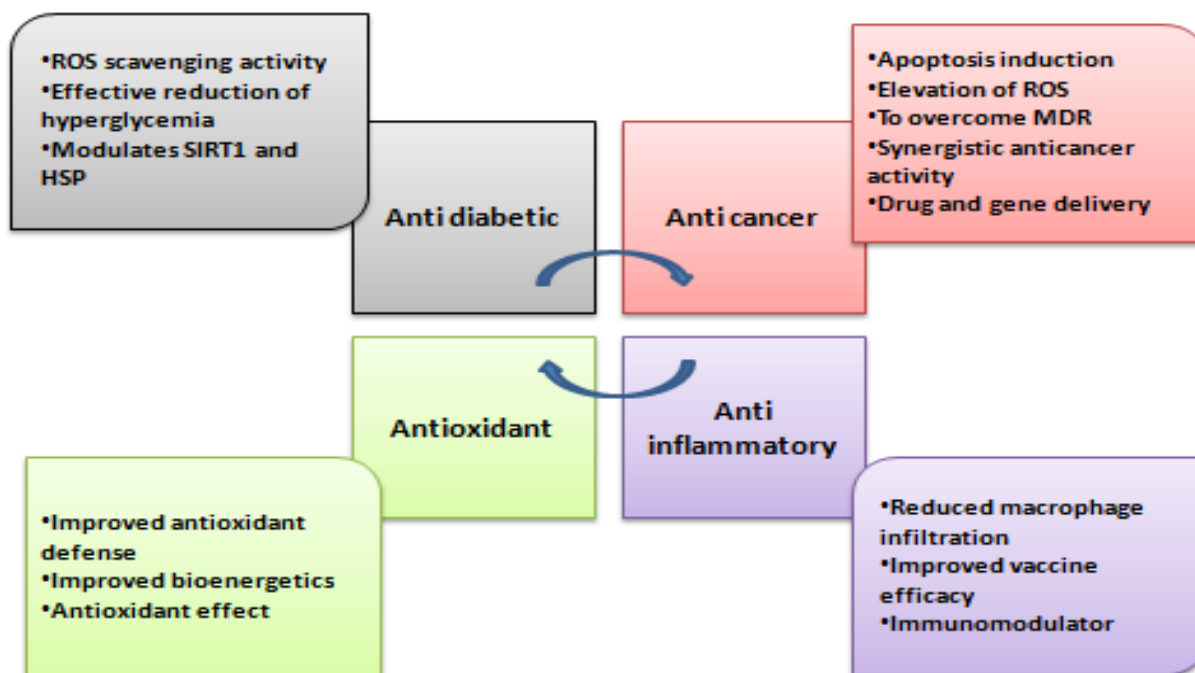 •ROS scavenging activity
•Effective reduction of
hyperglycemia
•Modulates SIRT1 and
HSP
Anti diabetic
Anti cancer
•Apoptosis induction
•Elevation of ROS
•To overcome MDR
•Synergistic anticancer
activity
•Drug and gene delivery
Antioxidant
Anti
inflammatory
•Improved antioxidant
defense
•Improved bioenergetics
•Antioxidant effect
•Reduced macrophage
infiltration
•Improved vaccine
efficacy
•Immunomodulator